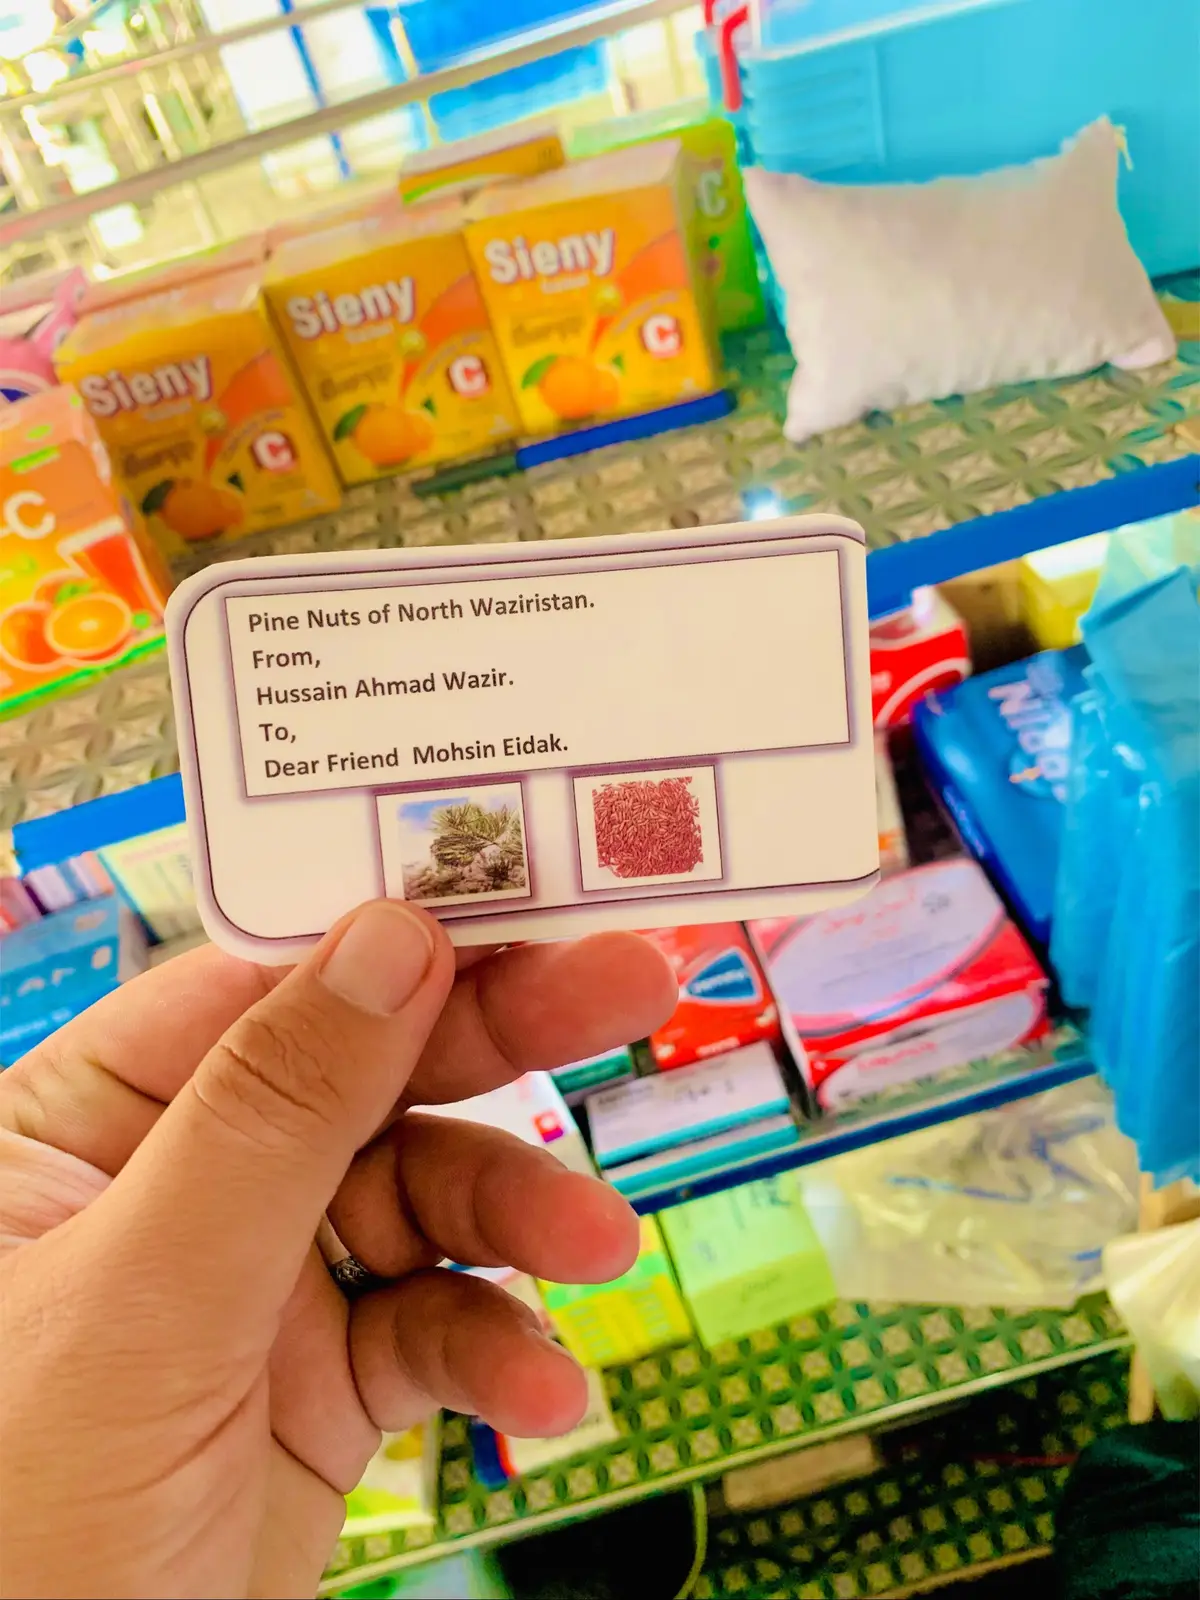 Sieny
C
Sieny
C
Sieny
C
C
C
Pine Nuts of North Waziristan.
From,
Hussain Ahmad Wazir.
To,
Dear Friend Mohsin Eidak.